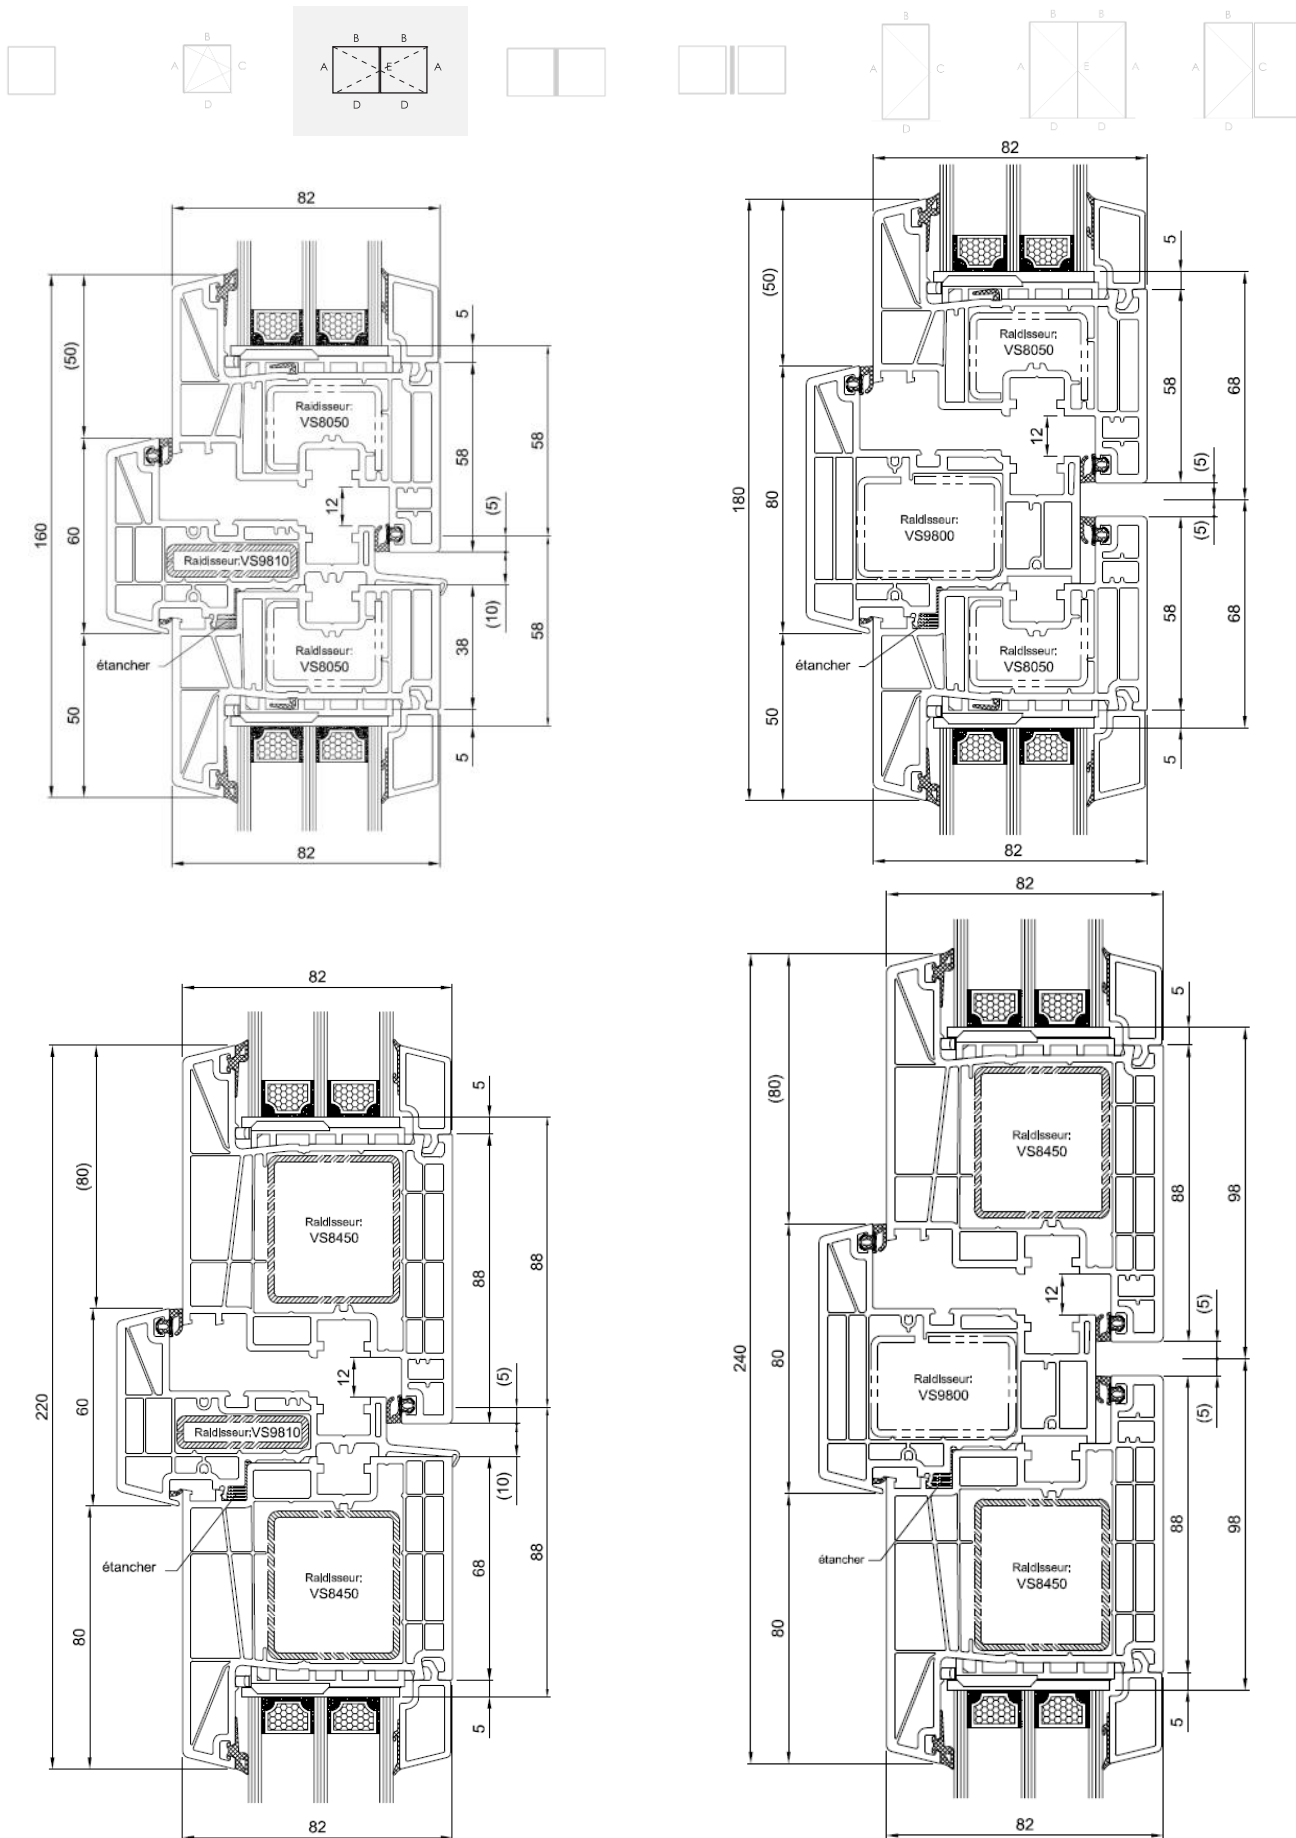 B
A
C
D
B B
A E A
D D
B
A
C
D
B B
A E A
D D
B
A
C
D
82
160
(50)
60
50
5
58
58
(5)
12
(10)
38
58
5
Raidisseur:
VS8050
Raidisseur:VS9810
étancher
Raidisseur:
VS8050
82
82
180
(50)
80
50
5
58
68
12
(5)
(5)
58
68
5
Raidisseur:
VS8050
Raidisseur:
VS9800
étancher
Raidisseur:
VS8050
82
82
220
(80)
60
80
5
88
88
12
(5)
(10)
68
88
5
Raidisseur:
VS8450
Raidisseur:VS9810
étancher
Raidisseur:
VS8450
82
82
240
(80)
80
80
5
88
98
12
(5)
(5)
88
98
5
Raidisseur:
VS8450
Raidisseur:
VS9800
étancher
Raidisseur:
VS8450
82